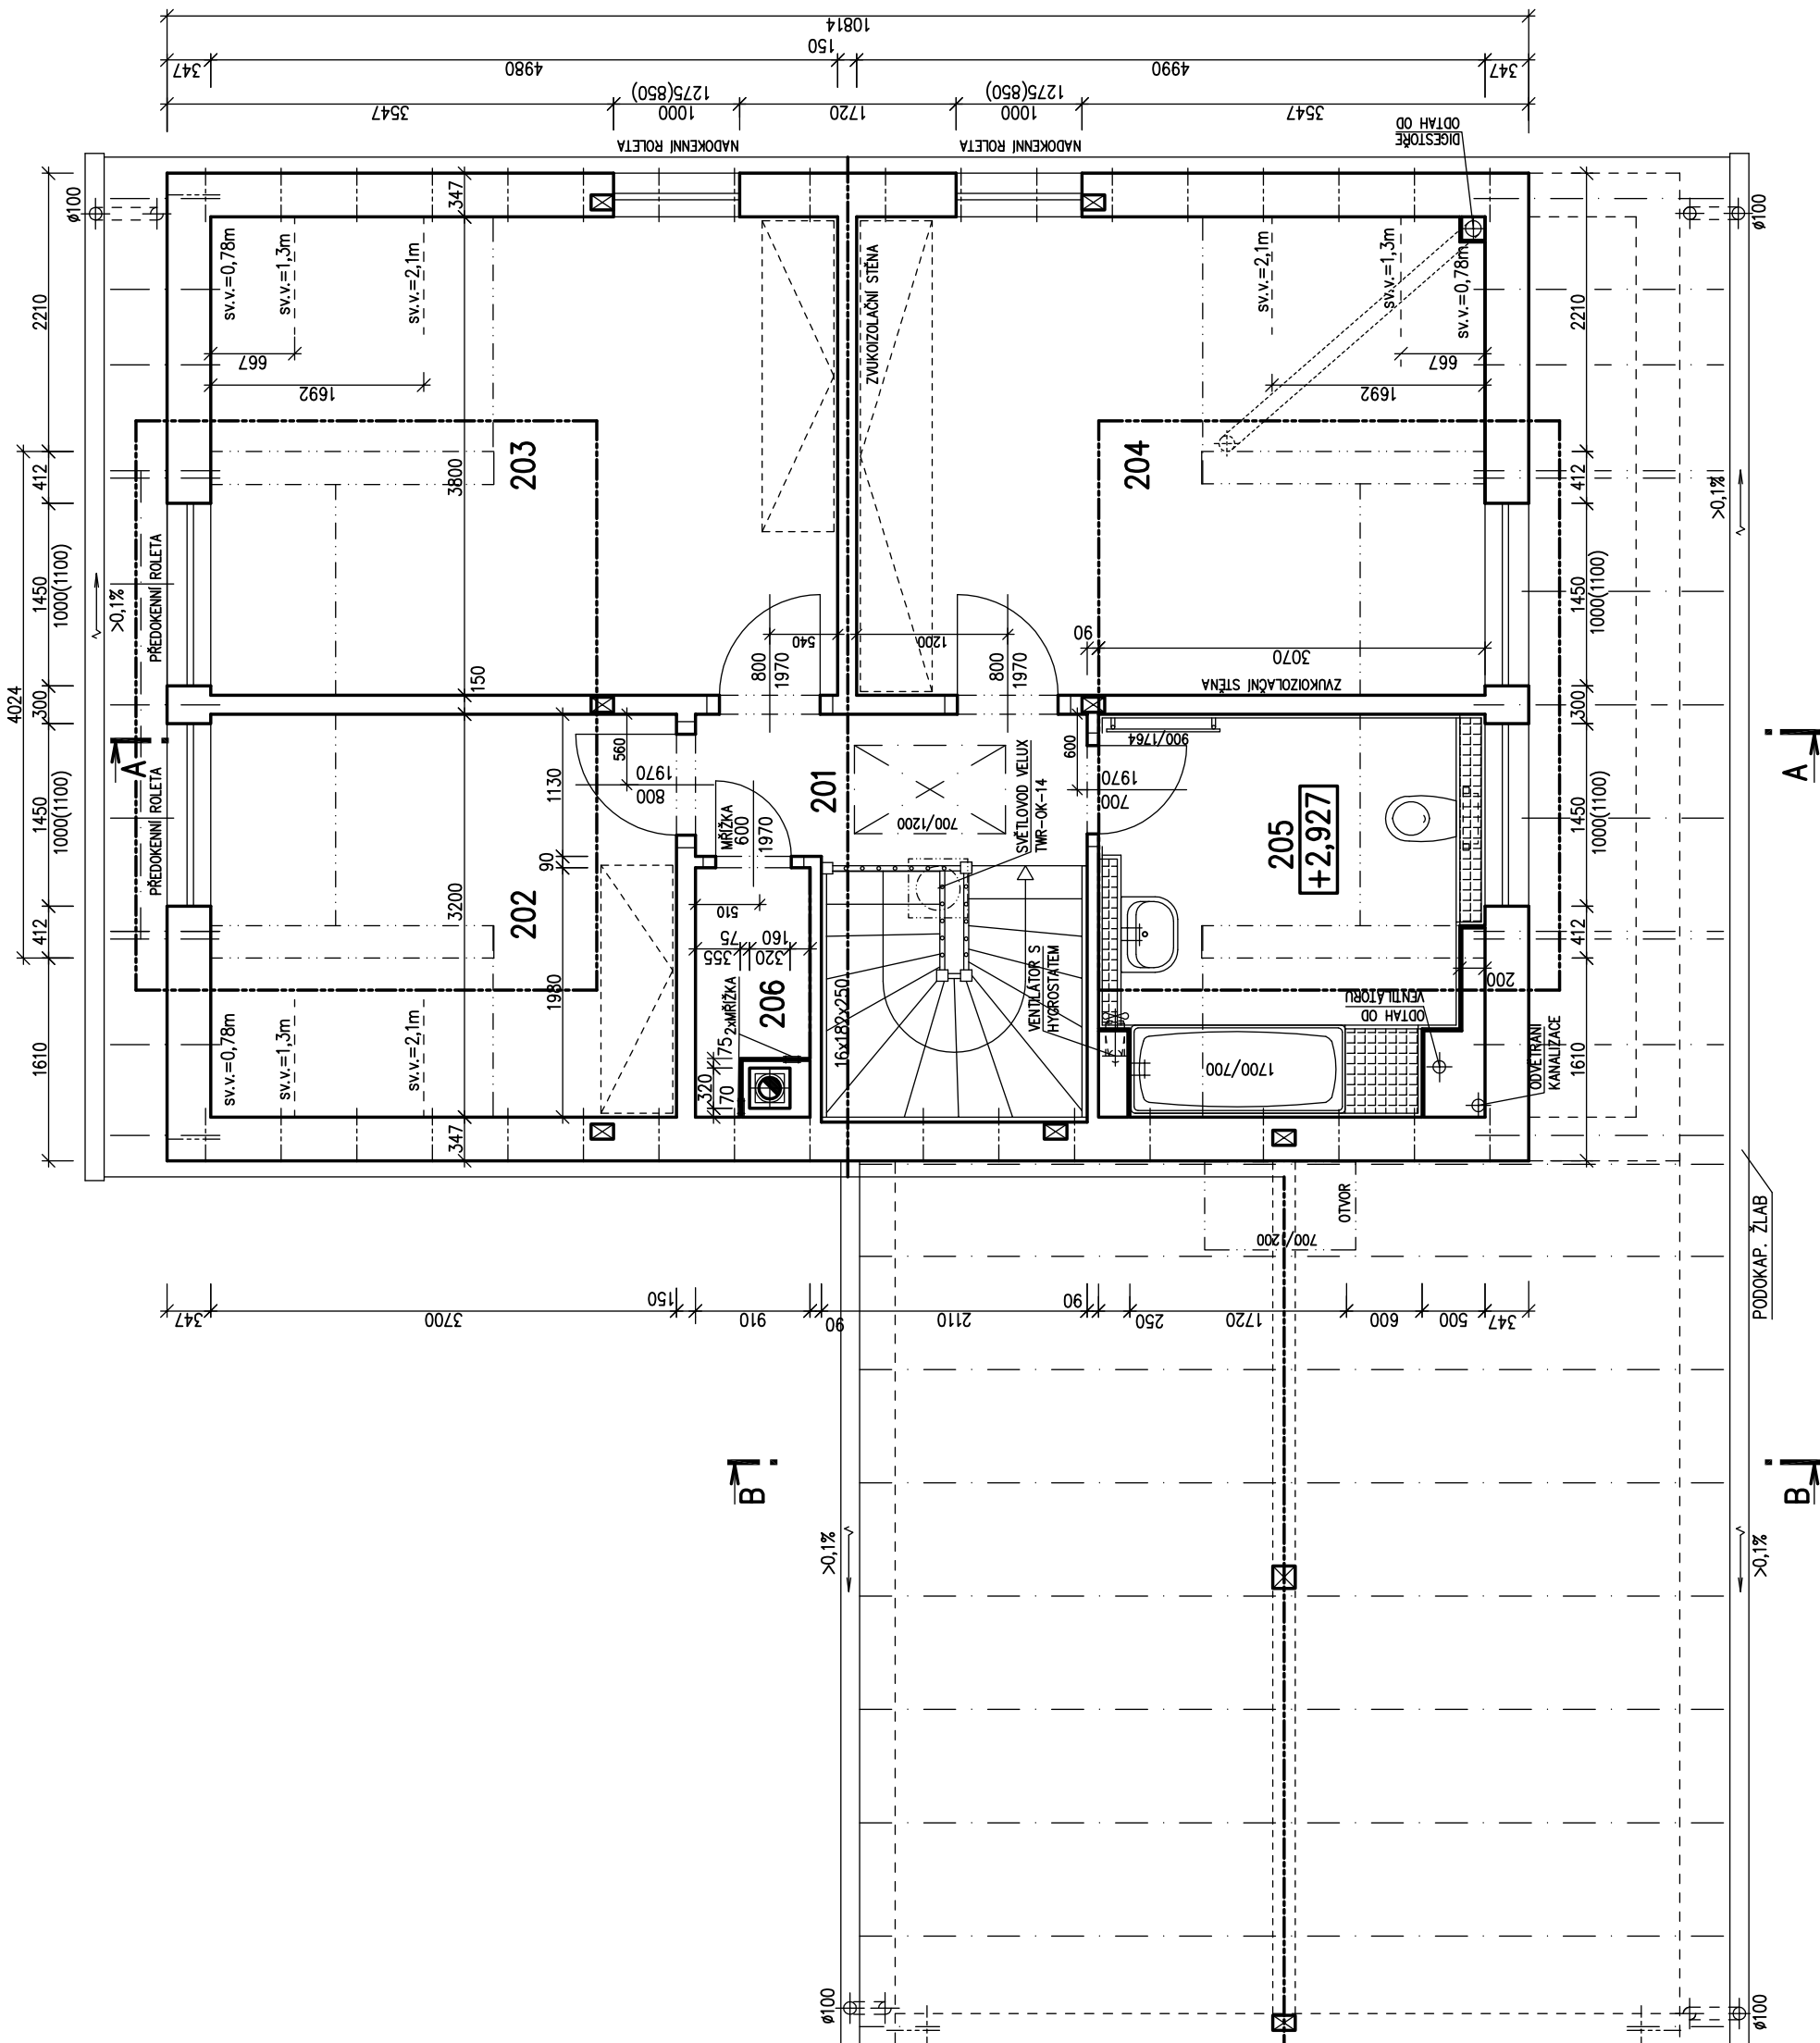 10814
347
4980
150
4990
347
3547
1000
1275(850)
1720
1000
1275(850)
3547
NADOKENNÍ ROLETA
NADOKENNÍ ROLETA
ODTAH OD
DIGESTOŘE
ø100
ø100
2210
412
1450
1000(1100)
300
1450
1000(1100)
412
1610
4024
>0,1%
PŘEDOKENNÍ ROLETA
PŘEDOKENNÍ ROLETA
A
sv.v.=0,78m
sv.v.=1,3m
sv.v.=2,1m
667
1692
347
3800
150
203
ZVUKOIZOLAČNÍ STĚNA
sv.v.=2,1m
sv.v.=1,3m
sv.v.=0,78m
667
1692
204
2210
412
1450
1000(1100)
300
1450
1000(1100)
412
1610
>0,1%
540
800
1970
1200
800
1970
90
3070
ZVUKOIZOLAČNÍ STĚNA
560
1970
800
1130
90
3200
1980
347
202
sv.v.=0,78m
sv.v.=1,3m
sv.v.=2,1m
MŘÍŽKA
600
1970
201
700/1200
SVĚTLOVOD VELUX
TWR-OK-14
600
1970
700
900/1764
205
+2,927
510
75
355
160
320
206
2xMŘÍŽKA
75
320
70
16x182x250
VENTILÁTOR S
HYGROSTATEM
1700/700
ODTAH OD
VENTILÁTORU
200
ODVĚTRÁNÍ
KANALIZACE
A
OTVOR
700/1200
PODOKAP. ŽLAB
347
3700
150
910
90
2110
90
250
1720
600
500
347
B
B
>0,1%
>0,1%
ø100
ø100